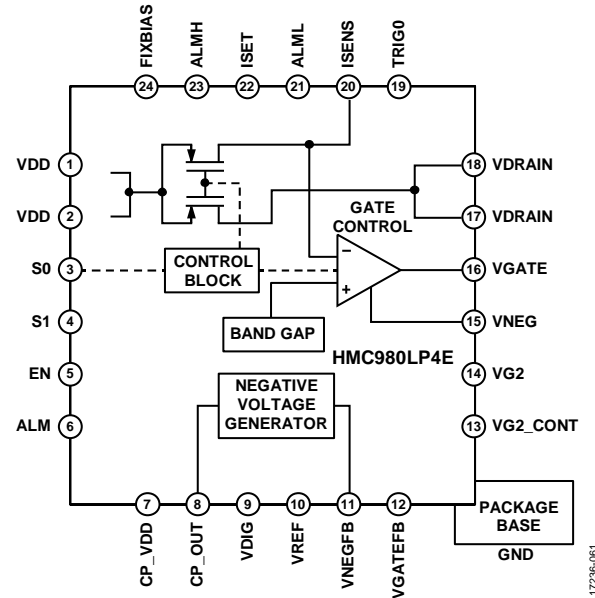 FIXBIAS
ALMH
ISET
ALML
ISENS
TRIG0
24
23
22
21
20
19
VDD 1
18 VDRAIN
VDD 2
17 VDRAIN
GATE
CONTROL
S0 3
CONTROL
BLOCK
–
+
16 VGATE
S1 4
BAND GAP
15 VNEG
HMC980LP4E
EN 5
14 VG2
NEGATIVE
VOLTAGE
GENERATOR
ALM 6
13 VG2_CONT
7
8
9
10
11
12
CP_VDD
CP_OUT
VDIG
VREF
VNEGFB
VGATEFB
PACKAGE
BASE
GND
17236-061